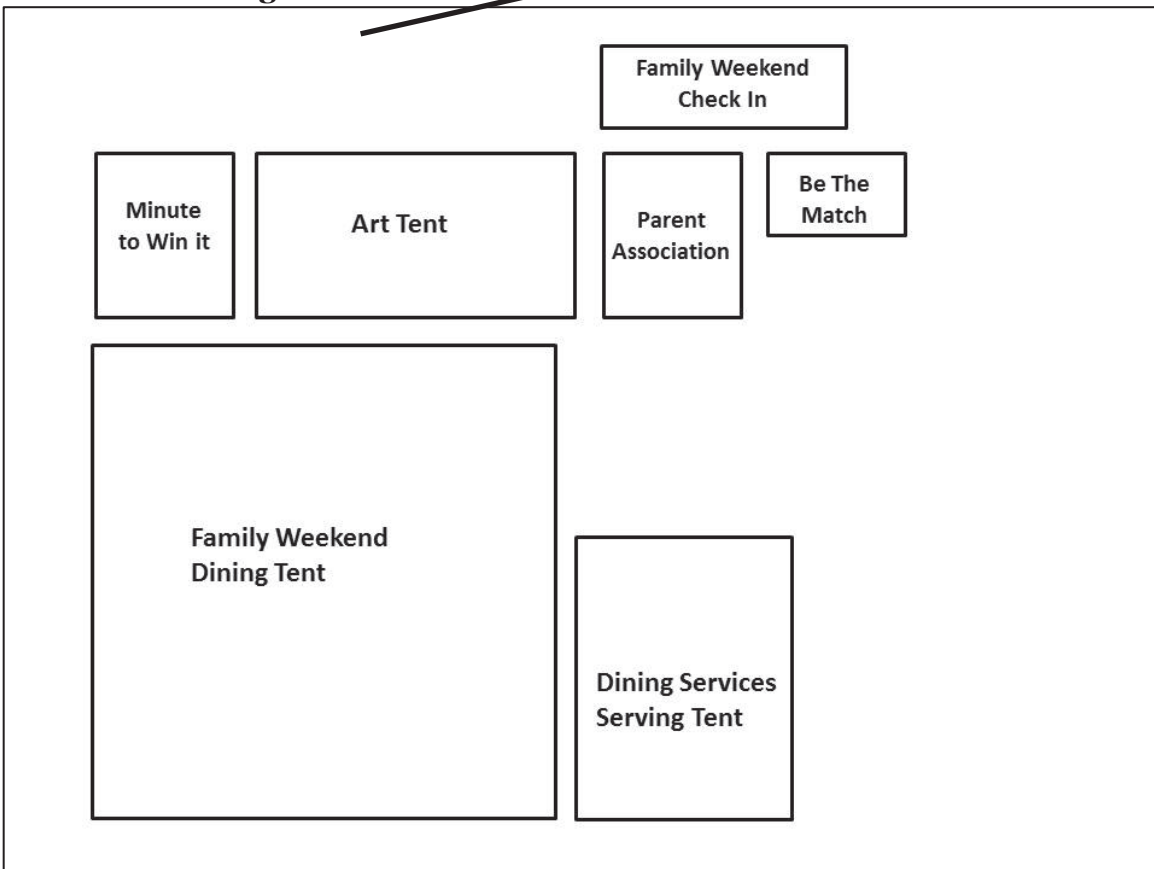 Family Weekend
Check In
Minute
to Win it
Art Tent
Parent
Association
Be The
Match
Family Weekend
Dining Tent
Dining Services
Serving Tent